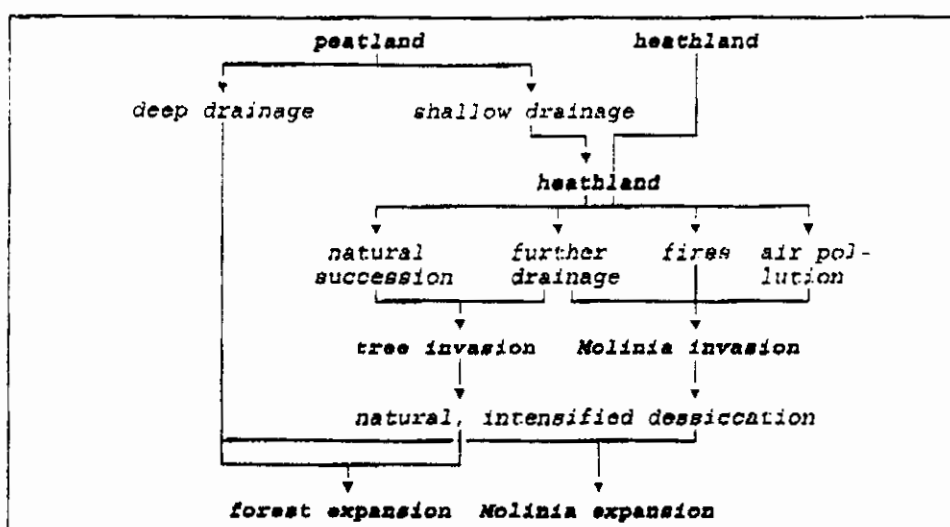 peatland heathland
deep drainage shallow drainage
heathland
natural further fires air pol-
succession drainage lution
tree invasion Molinia invasion
natural, intensified dessiccation
forest expansion Molinia expansion